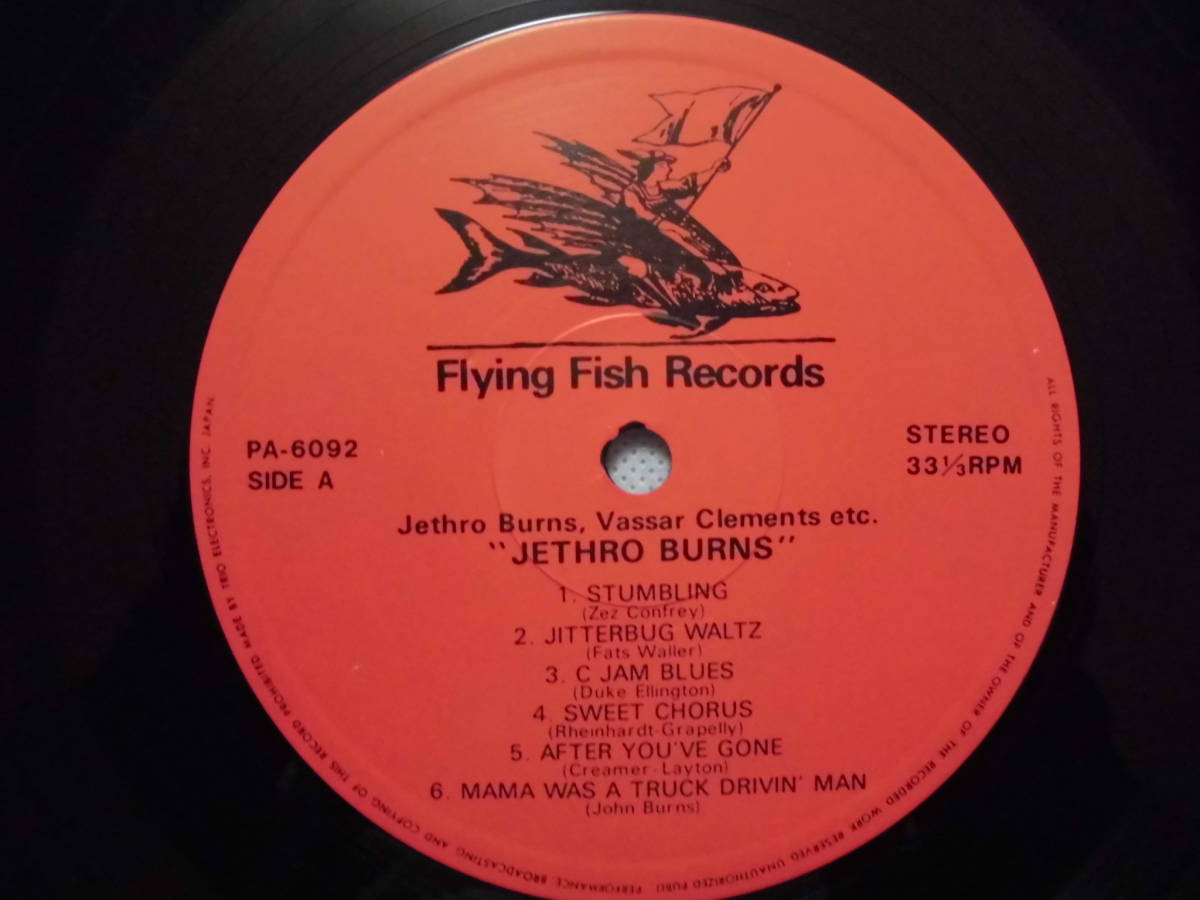 Flying Fish Records
PA-6092
SIDE A
STEREO
33⅓RPM
Jethro Burns, Vassar Clements etc.
"JETHRO BURNS"
1. STUMBLING
(Zez Confrey)
2. JITTERBUG WALTZ
(Fats Waller)
3. C JAM BLUES
(Duke Ellington)
4. SWEET CHORUS
(Rheinhardt-Grapelly)
5. AFTER YOU'VE GONE
(Creamer-Layton)
6. MAMA WAS A TRUCK DRIVIN' MAN
(John Burns)
ALL RIGHTS OF THE MANUFACTURER AND OF THE OWNER OF THE RECORDED WORK RESERVED UNAUTHORIZED PUBLI PERFORMANCE. BROADCASTING AND COPYING OF THIS RECORD PROHIBITED MADE BY TRIO ELECTRONICS, INC. JAPAN.